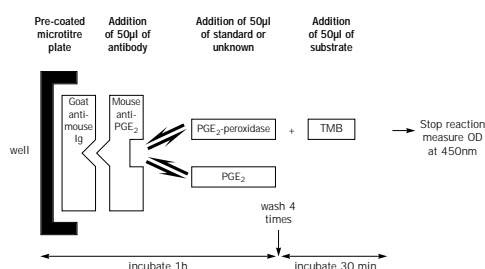 Pre-coated
microtitre
plate
Addition
of 50µl of
antibody
Addition of 50µl
of standard or
unknown
Addition
of 50µl of
substrate
well
Goat
anti-
mouse
Ig
Mouse
anti-
PGE2
PGE2-peroxidase
+
TMB
Stop reaction
measure OD
at 450nm
PGE2
wash 4
times
incubate 1h
incubate 30 min